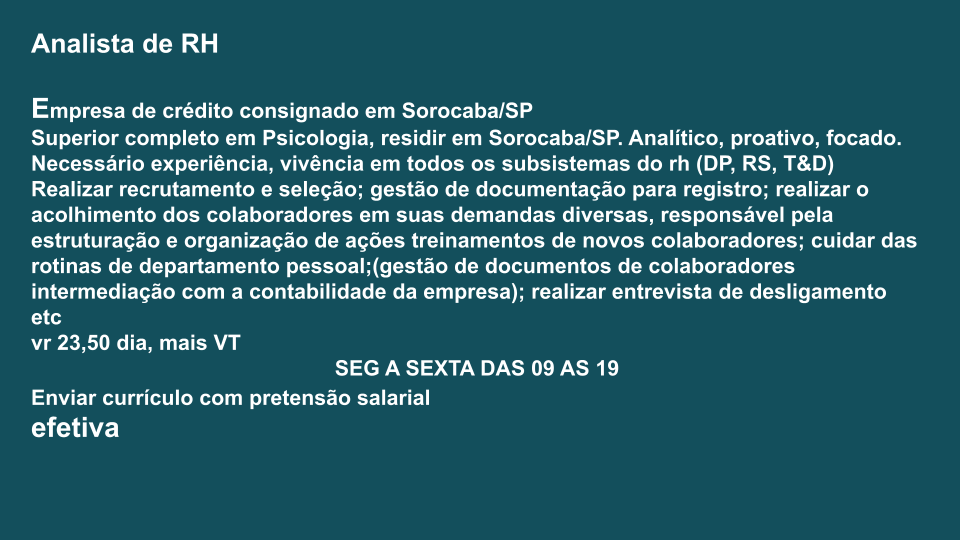 Analista de RH
Empresa de crédito consignado em Sorocaba/SP
Superior completo em Psicologia, residir em Sorocaba/SP. Analítico, proativo, focado.
Necessário experiência, vivência em todos os subsistemas do rh (DP, RS, T&D)
Realizar recrutamento e seleção; gestão de documentação para registro; realizar o
acolhimento dos colaboradores em suas demandas diversas, responsável pela
estruturação e organização de ações treinamentos de novos colaboradores; cuidar das
rotinas de departamento pessoal;(gestão de documentos de colaboradores
intermediação com a contabilidade da empresa); realizar entrevista de desligamento
etc
vr 23,50 dia, mais VT
SEG A SEXTA DAS 09 AS 19
Enviar currículo com pretensão salarial
efetiva